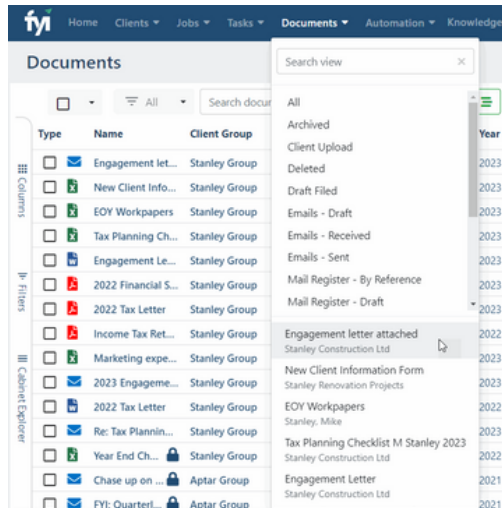 fyi Home Clients Jobs Tasks Documents Automation Knowledge
Documents
Search view
All
Search docum
Type Name Client Group Year
Columns
Filters
Cabinet Explorer
Engagement let... Stanley Group 2023
New Client Info... Stanley Group 2023
EOY Workpapers Stanley Group 2023
Tax Planning Ch... Stanley Group 2023
Engagement Le... Stanley Group 2023
2022 Financial S... Stanley Group 2023
2022 Tax Letter Stanley Group 2023
Income Tax Ret... Stanley Group 2022
Marketing expe... Stanley Group 2023
2023 Engageme... Stanley Group 2023
2022 Tax Letter Stanley Group 2022
Re: Tax Plannin... Stanley Group 2023
Year End Ch... Stanley Group 2022
Chase up on ... Aptar Group 2021
FYI: Quarterl... Aptar Group 2021
All
Archived
Client Upload
Deleted
Draft Filed
Emails - Draft
Emails - Received
Emails - Sent
Mail Register - By Reference
Mail Register - Draft
Engagement letter attached
Stanley Construction Ltd
New Client Information Form
Stanley Renovation Projects
EOY Workpapers
Stanley, Mike
Tax Planning Checklist M Stanley 2023
Stanley Construction Ltd
Engagement Letter
Stanley Construction Ltd